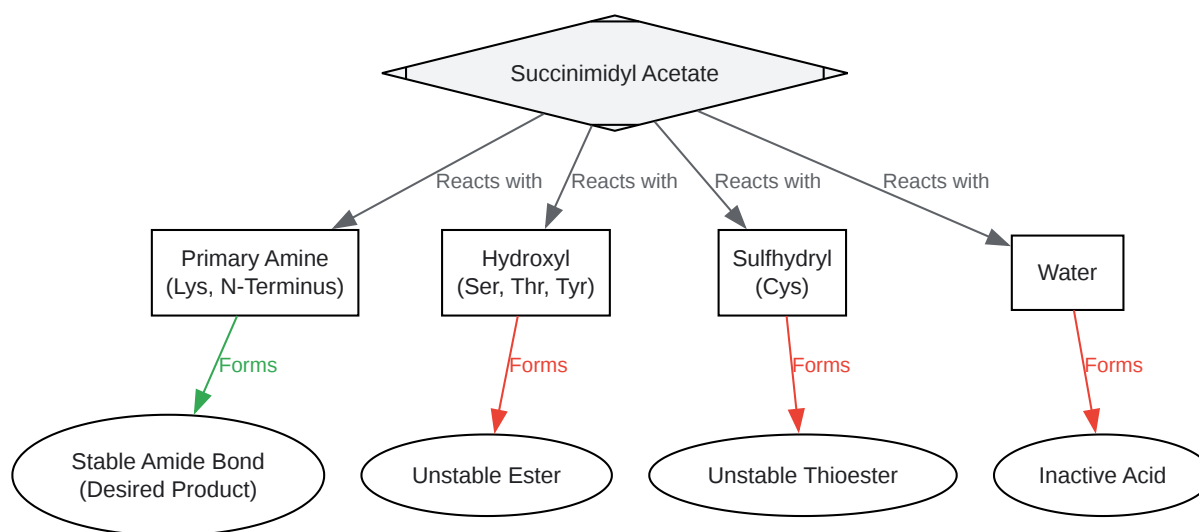 Succinimidyl Acetate
Reacts with
Reacts with
Reacts with
Reacts with
Primary Amine
(Lys, N-Terminus)
Hydroxyl
(Ser, Thr, Tyr)
Sulfhydryl
(Cys)
Water
Forms
Forms
Forms
Forms
Stable Amide Bond
(Desired Product)
Unstable Ester
Unstable Thioester
Inactive Acid